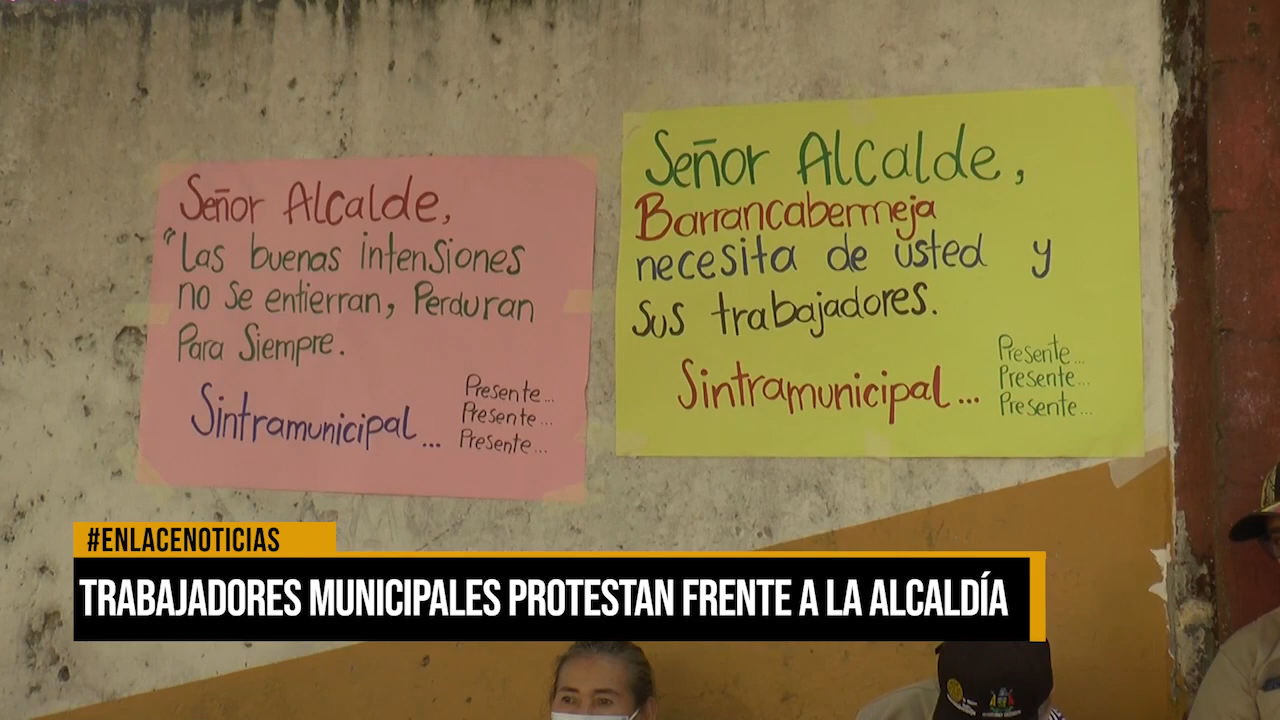 Señor Alcalde,
"Las buenas intensiones
no se entierran, Perduran
Para Siempre.
Sintramunicipal...
Presente...
Presente...
Presente...
Señor Alcalde,
Barrancabermeja
necesita de usted y
sus trabajadores.
Sintramunicipal...
Presente...
Presente...
Presente...
#ENLACENOTICIAS
TRABAJADORES MUNICIPALES PROTESTAN FRENTE A LA ALCALDÍA